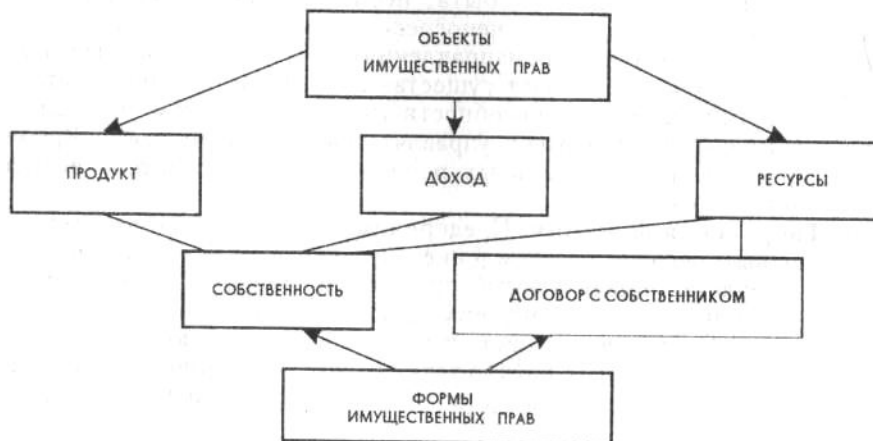 ОБЪЕКТЫ
ИМУЩЕСТВЕННЫХ ПРАВ
ПРОДУКТ
ДОХОД
РЕСУРСЫ
СОБСТВЕННОСТЬ
ДОГОВОР С СОБСТВЕННИКОМ
ФОРМЫ
ИМУЩЕСТВЕННЫХ ПРАВ